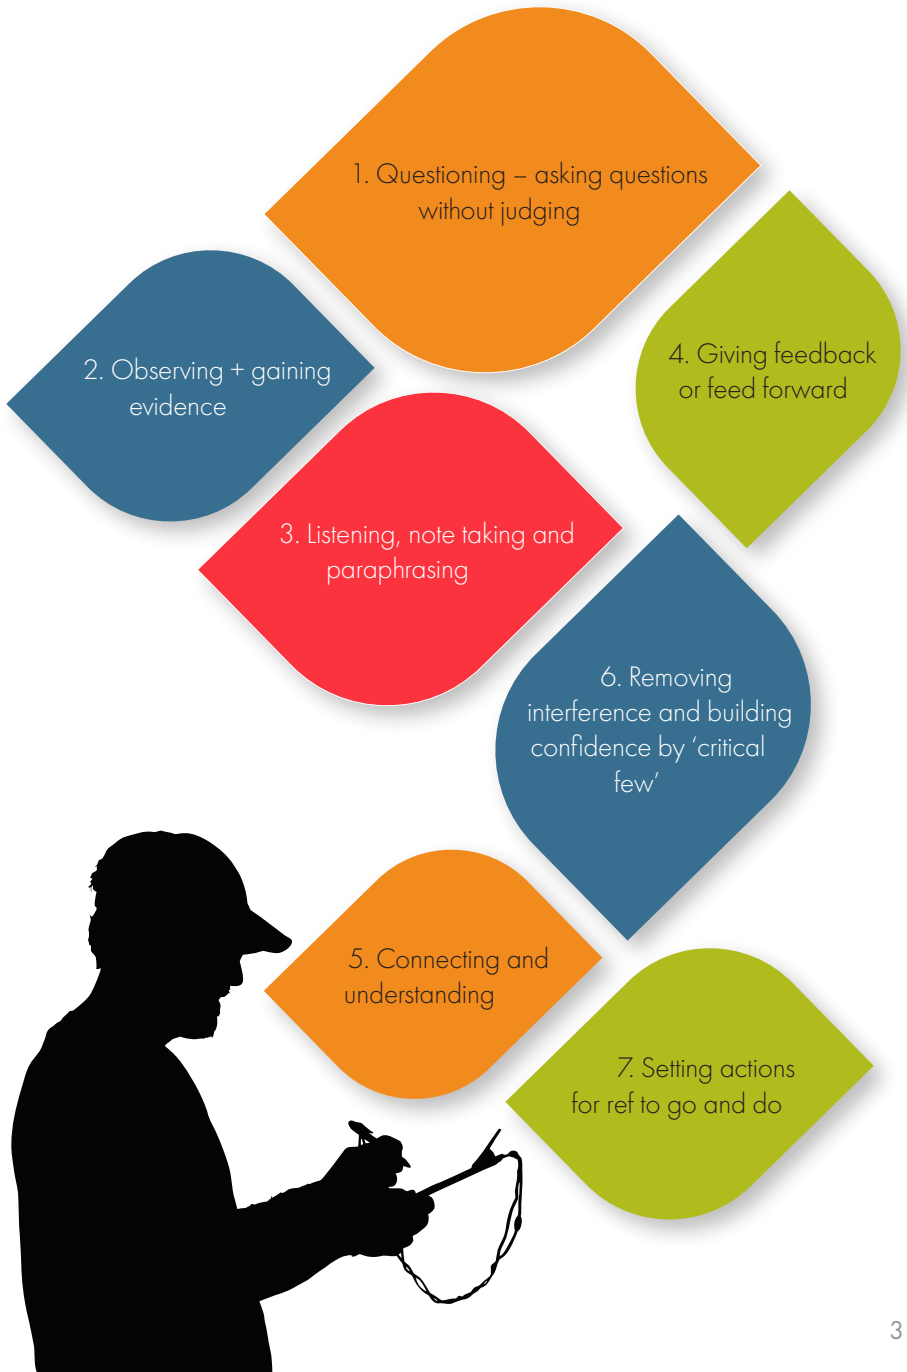 1. Questioning – asking questions
without judging
2. Observing + gaining
evidence
3. Listening, note taking and
paraphrasing
4. Giving feedback
or feed forward
5. Connecting and
understanding
6. Removing
interference and building
confidence by ‘critical
few’
7. Setting actions
for ref to go and do
3